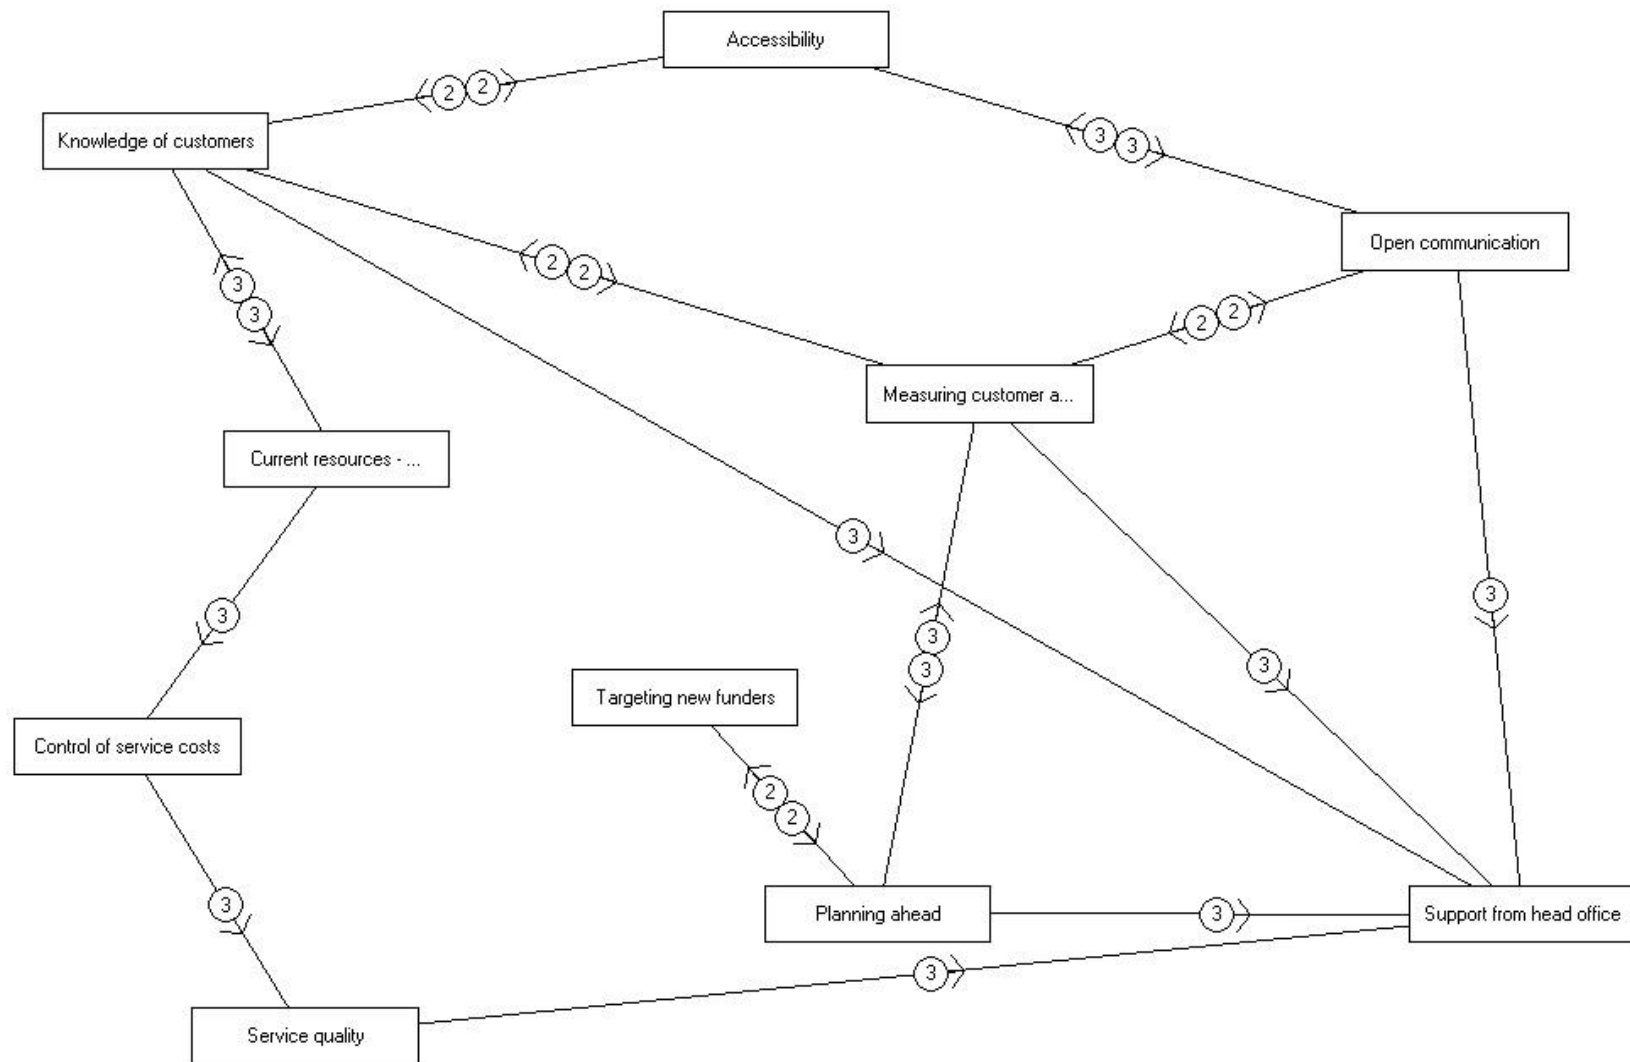 Accessibility
2 2
Knowledge of customers
3 3
Open communication
2 2
2 2
3
3
Measuring customer a...
Current resources - ...
3
3
3
3
3
3
Targeting new funders
Control of service costs
2
2
3
Planning ahead
3
Support from head office
3
Service quality